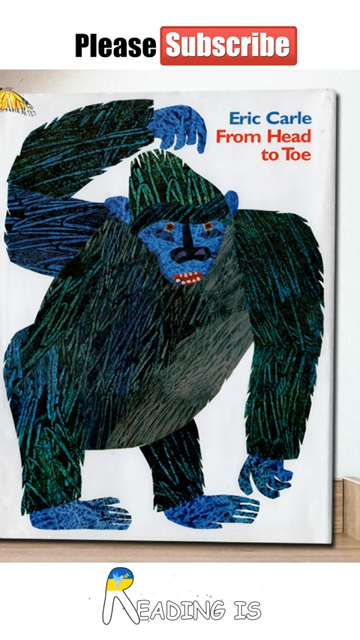 Please Subscribe
Eric Carle
From Head
to Toe
READING IS